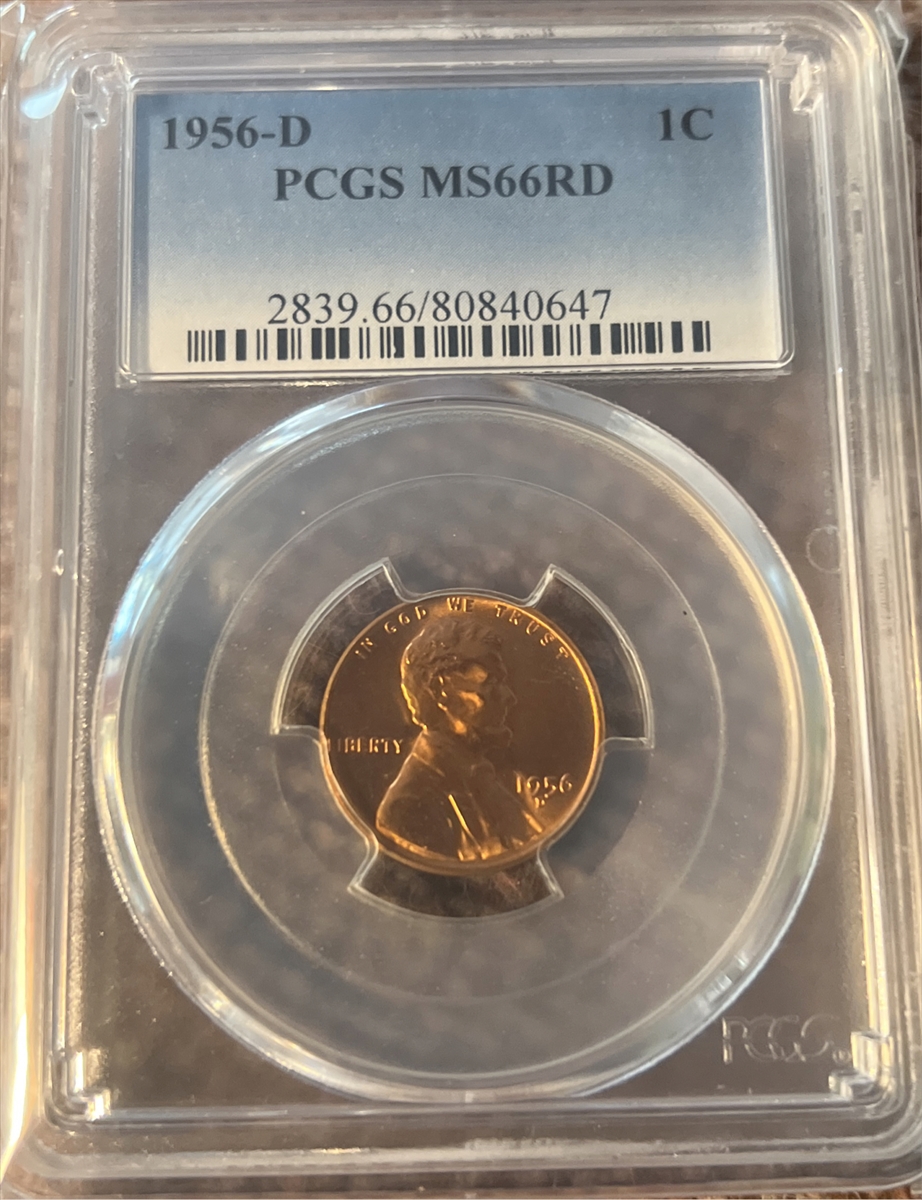 1956-D 1C
PCGS MS66RD
2839.66/80840647
IN GOD WE TRUST
LIBERTY
1956
D
PCGS